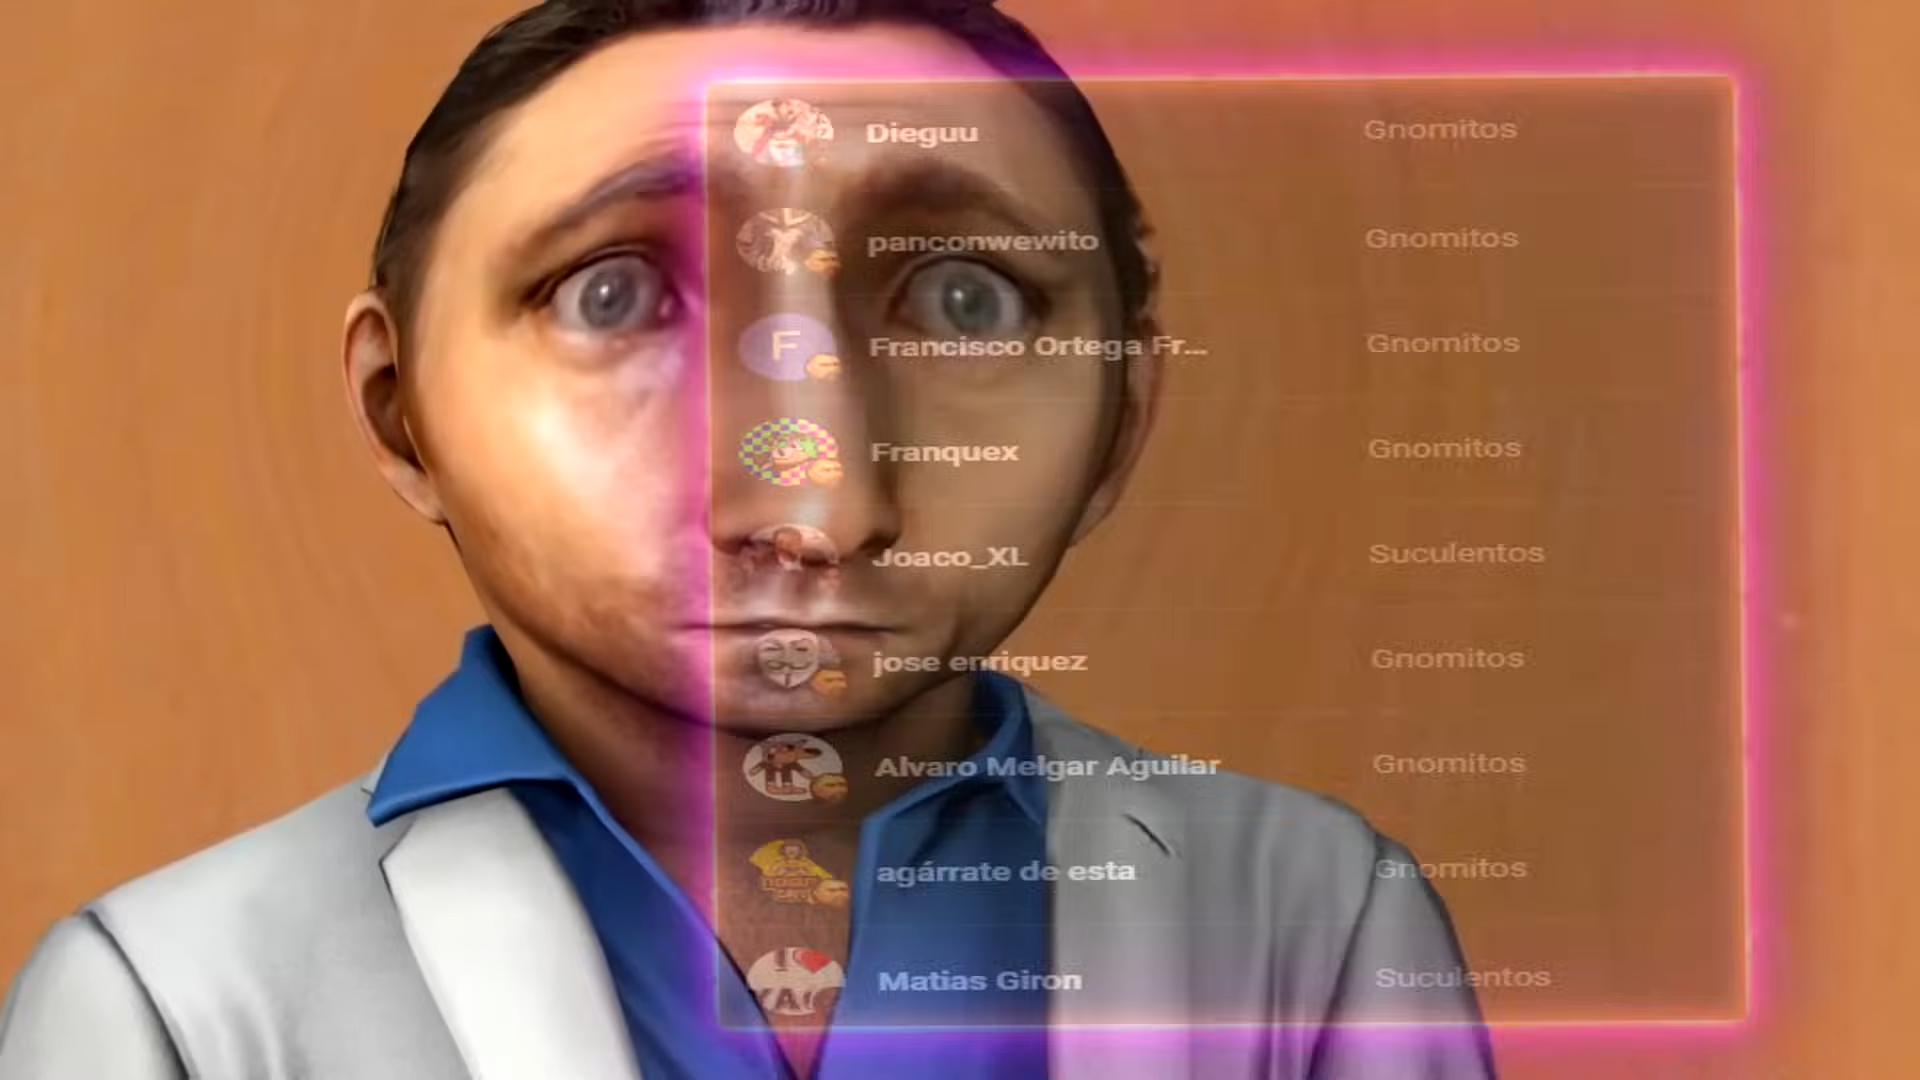 Dieguu Gnomitos
panconwewito Gnomitos
F
Francisco Ortega Fr... Gnomitos
Franquex Gnomitos
Joaco_XL Suculentos
jose enriquez Gnomitos
Alvaro Melgar Aguilar Gnomitos
agárrate de esta Gnomitos
Matias Giron Suculentos